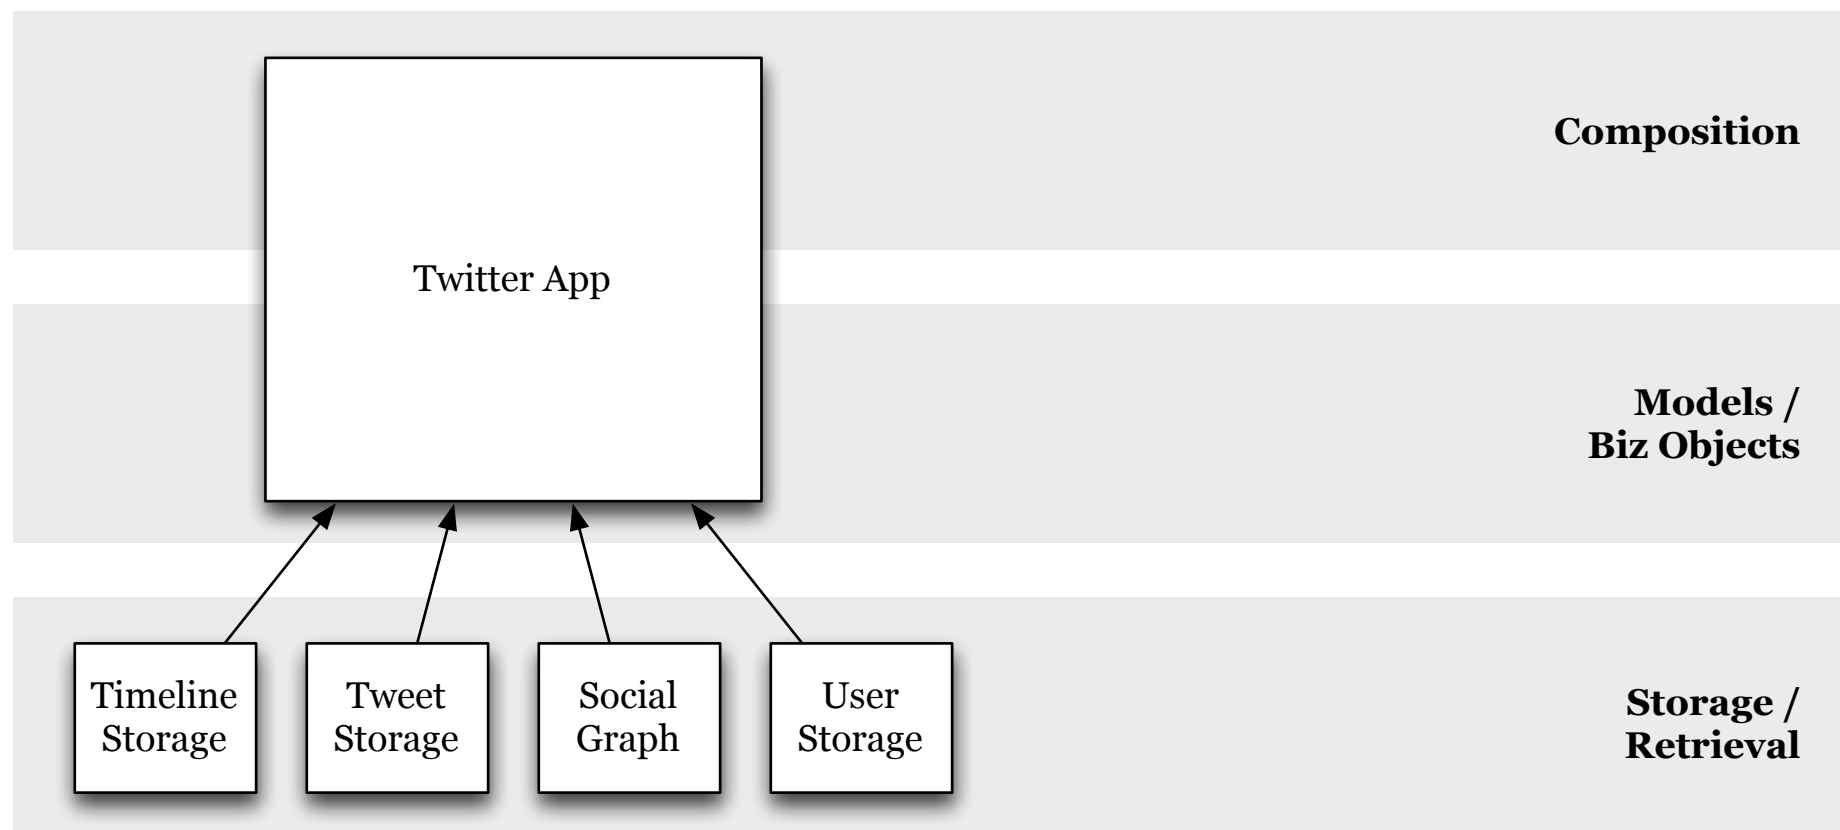 Composition
Twitter App
Models /
Biz Objects
Timeline
Storage
Tweet
Storage
Social
Graph
User
Storage
Storage /
Retrieval